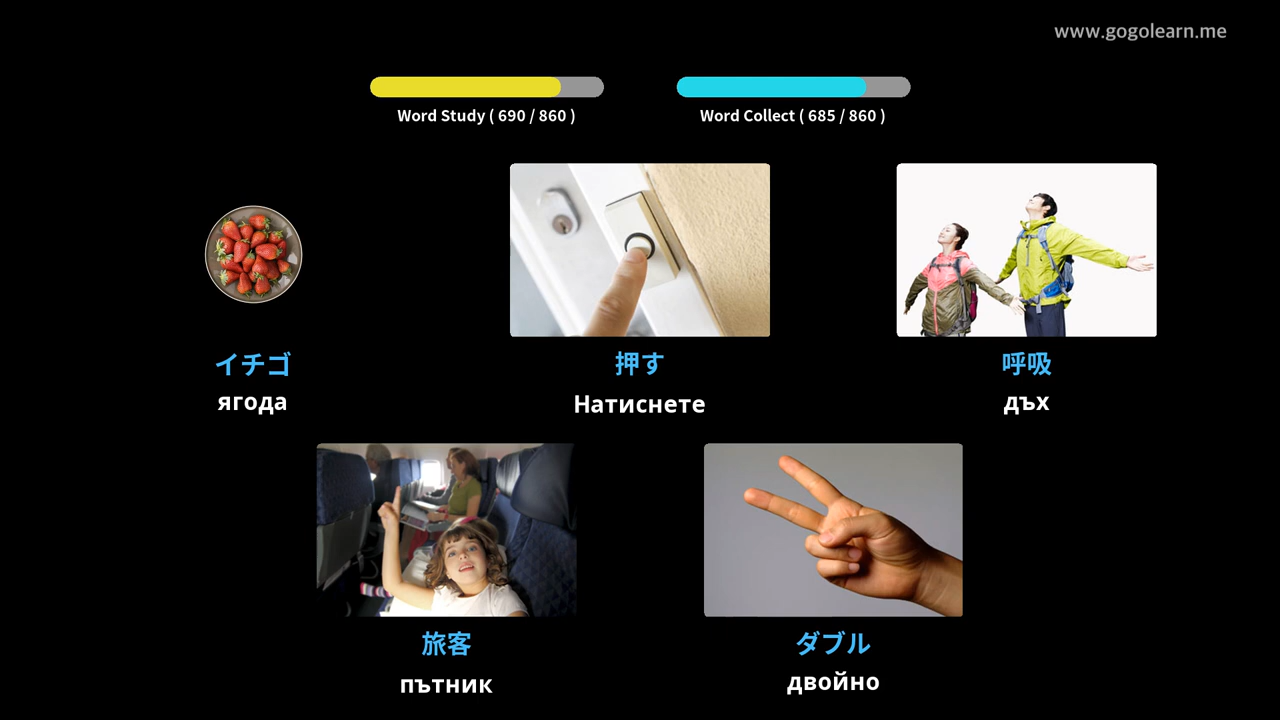 www.gogolearn.me
Word Study ( 690 / 860 )
Word Collect ( 685 / 860 )
イチゴ
ягода
押す
Натиснете
呼吸
дъх
旅客
пътник
ダブル
двойно